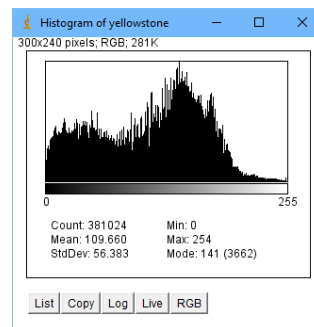 Histogram of yellowstone
300x240 pixels; RGB; 281K
0 255
Count: 381024 Min: 0
Mean: 109.660 Max: 254
StdDev: 56.383 Mode: 141 (3662)
List Copy Log Live RGB